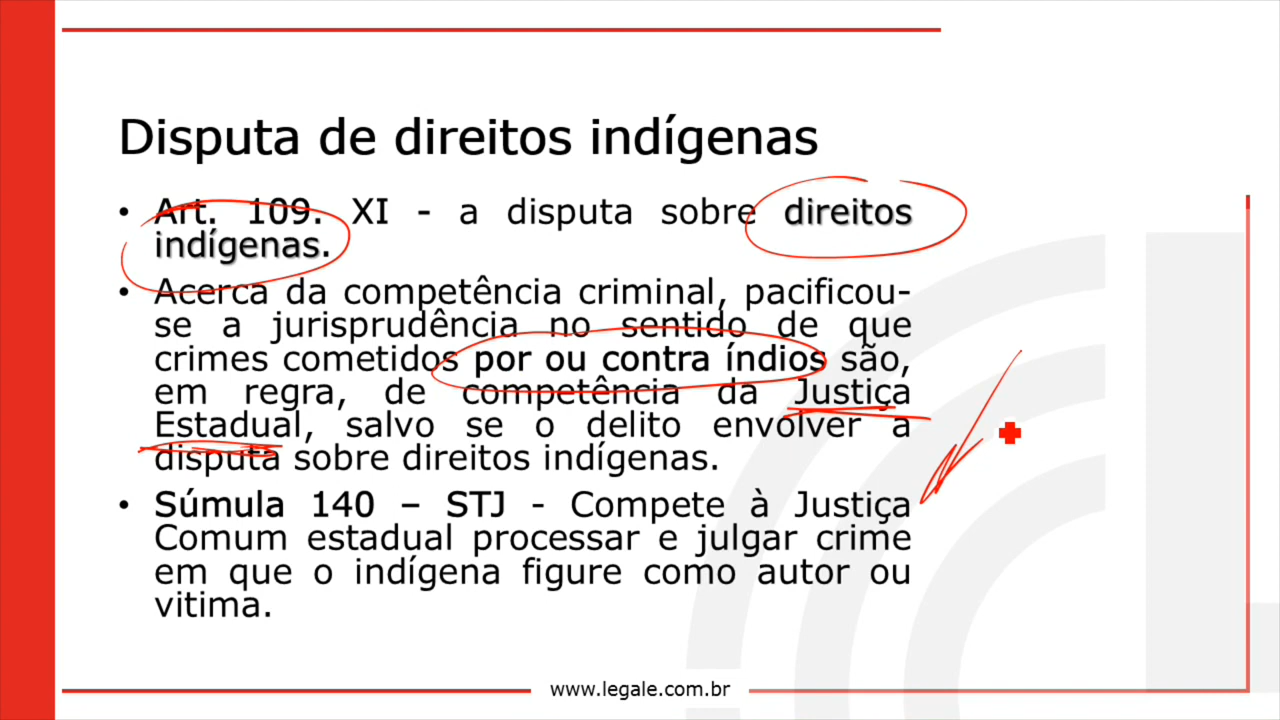 Disputa de direitos indígenas
• Art. 109. XI - a disputa sobre direitos
indígenas.
• Acerca da competência criminal, pacificou-
se a jurisprudência no sentido de que
crimes cometidos por ou contra índios são,
em regra, de competência da Justiça
Estadual, salvo se o delito envolver a
disputa sobre direitos indígenas.
• Súmula 140 – STJ - Compete à Justiça
Comum estadual processar e julgar crime
em que o indígena figure como autor ou
vitima.
www.legale.com.br